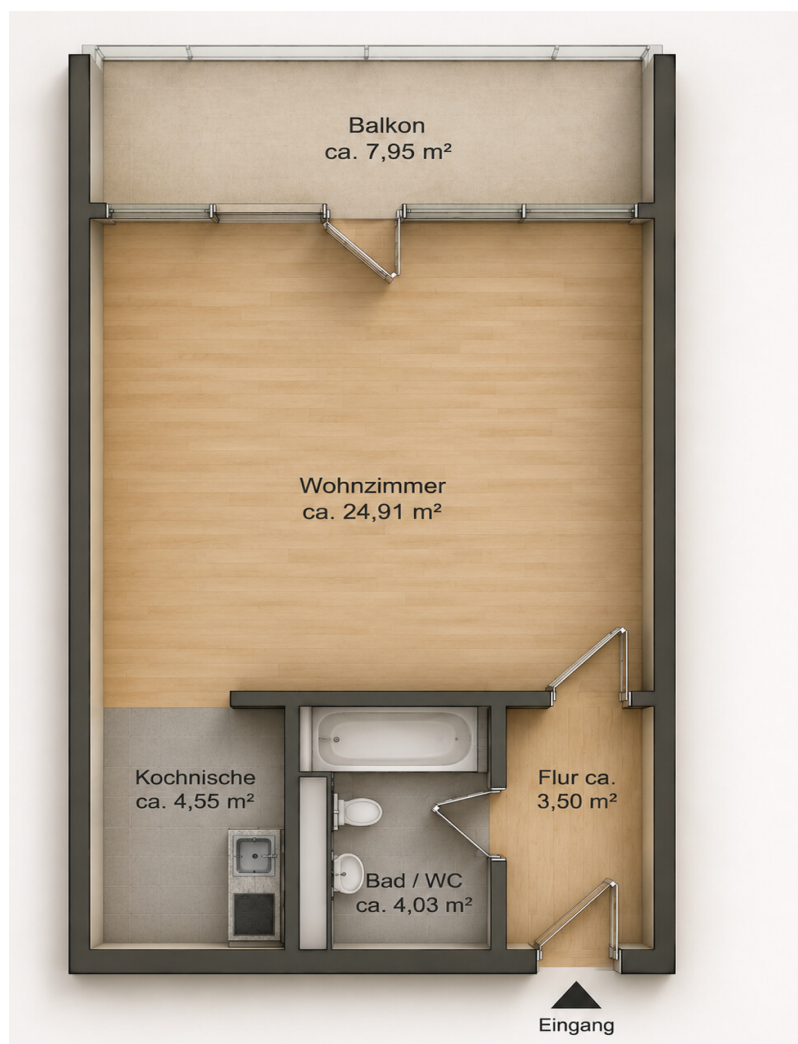 Balkon
ca. 7,95 m²
Wohnzimmer
ca. 24,91 m²
Kochnische
ca. 4,55 m²
Flur ca.
3,50 m²
Bad / WC
ca. 4,03 m²
Eingang